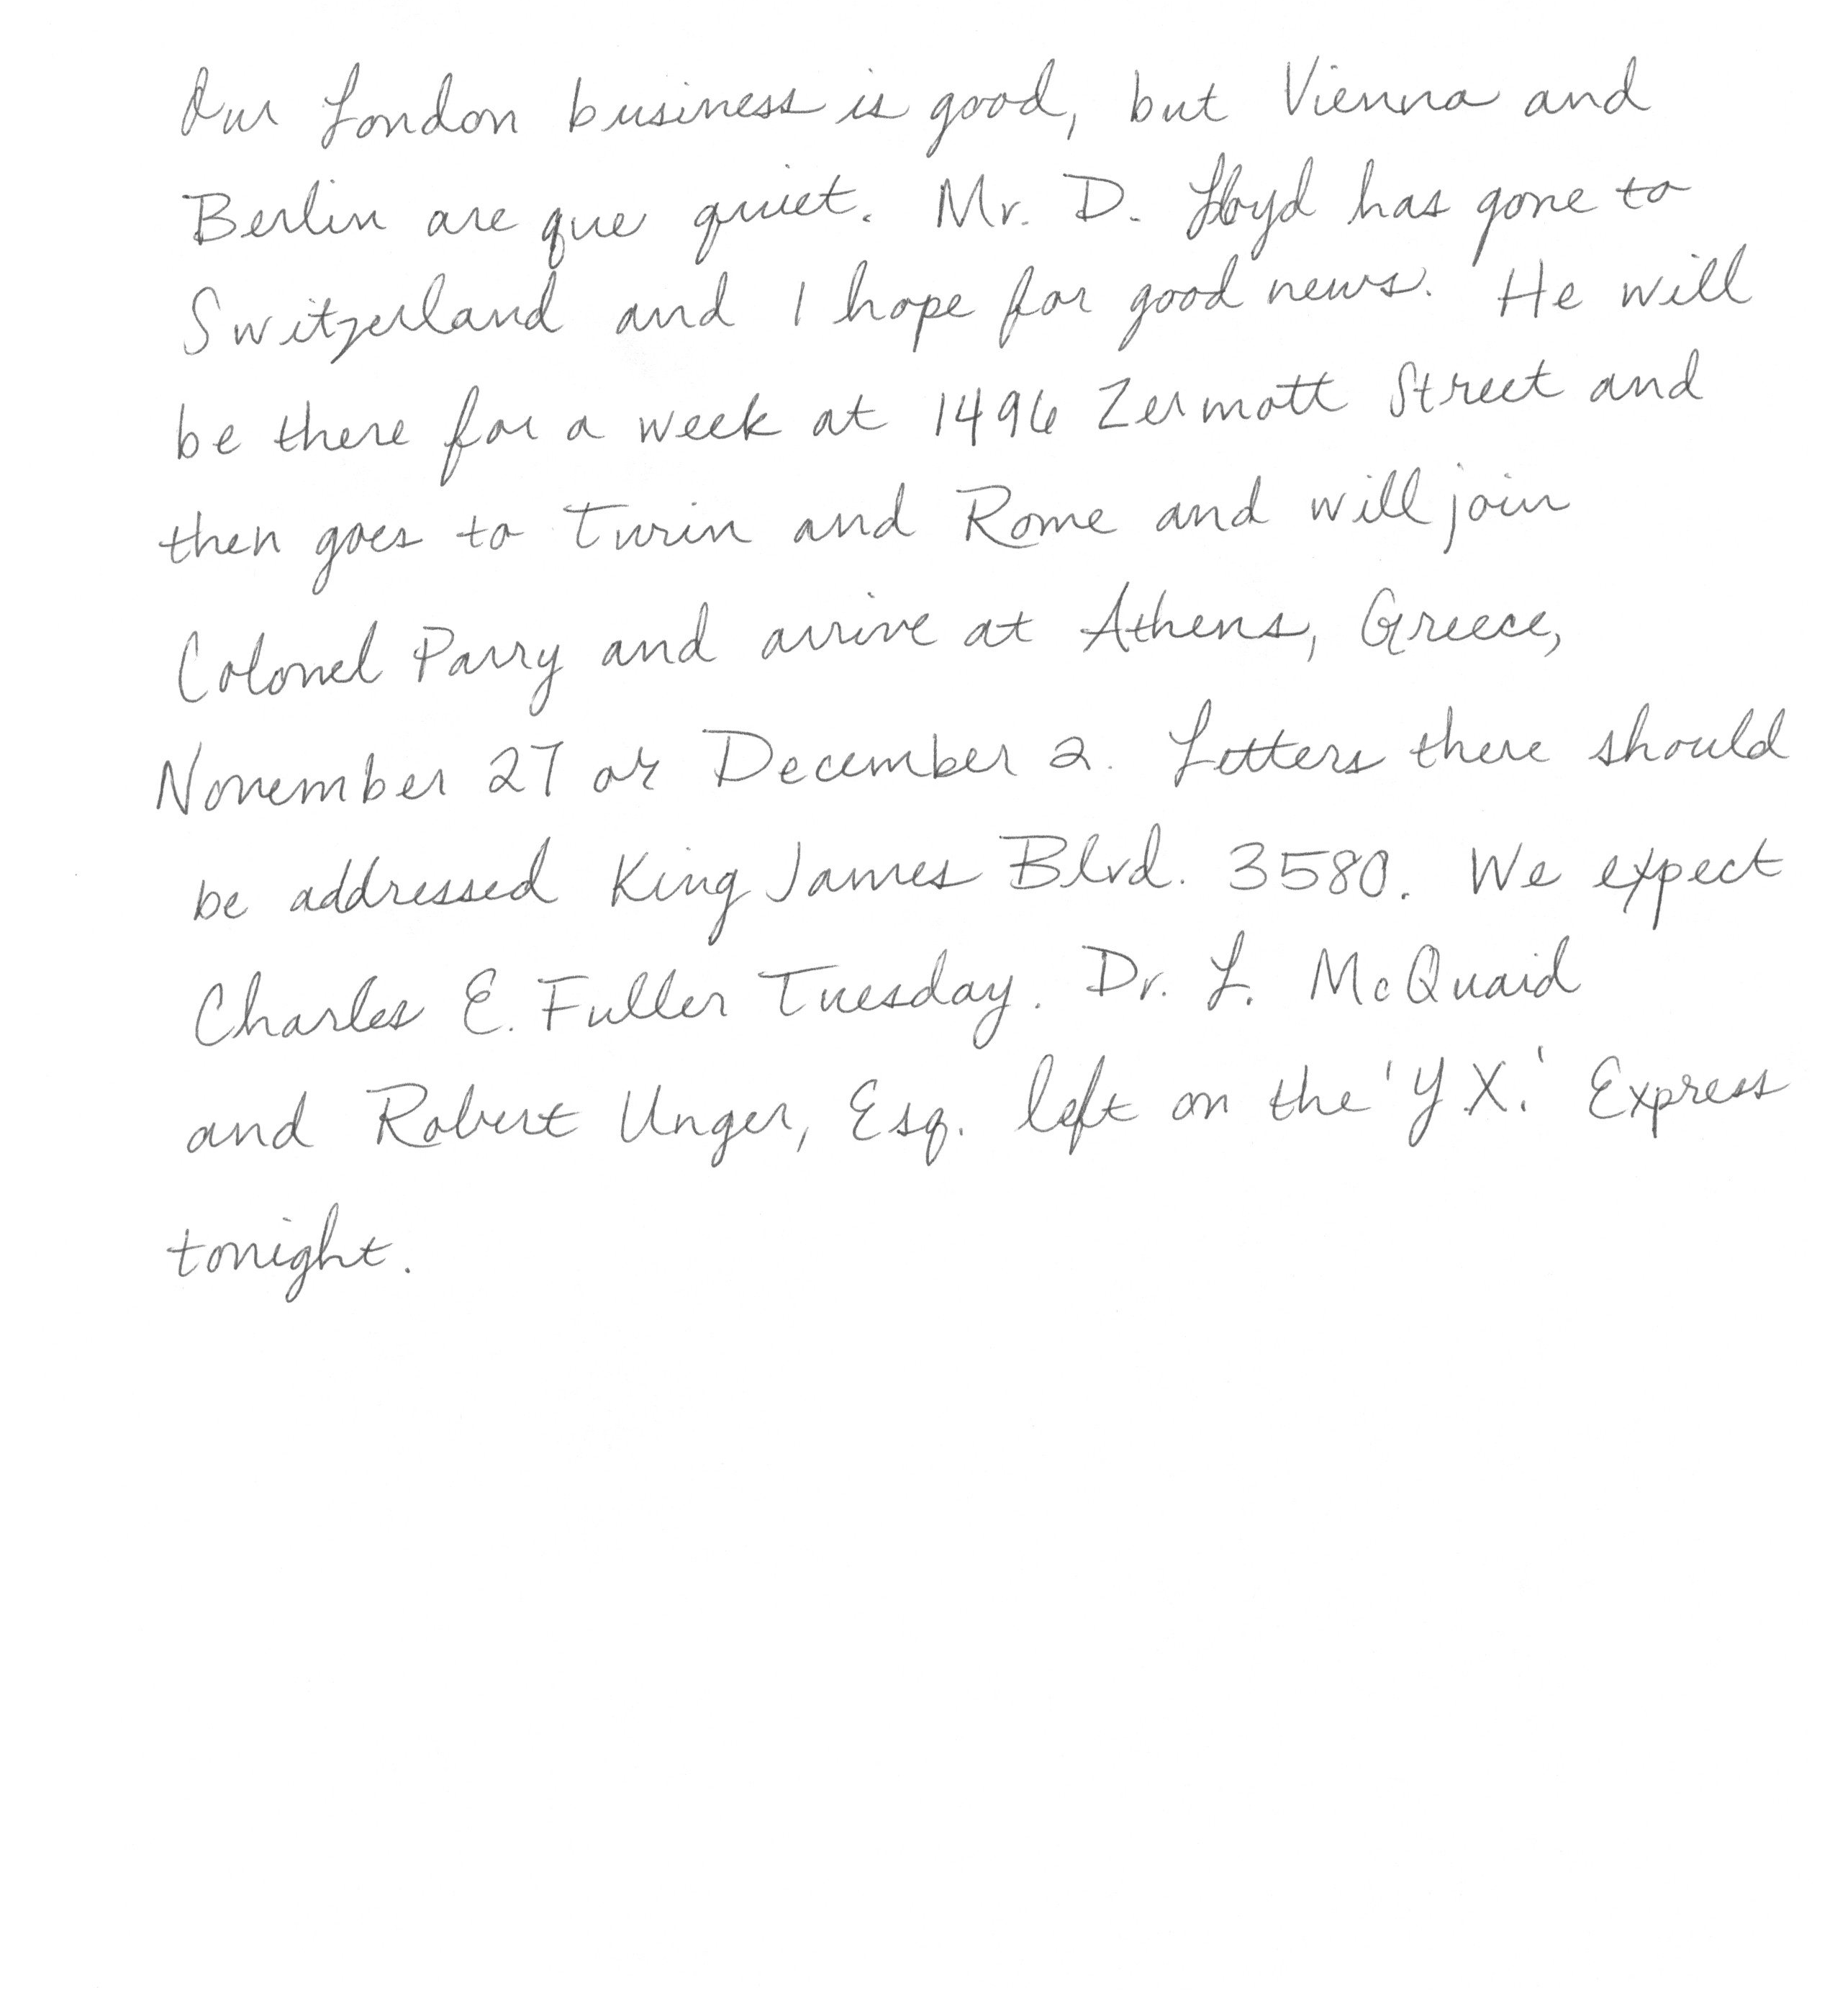 Our London business is good, but Vienna and
Berlin are que quiet. Mr. D. Lloyd has gone to
Switzerland and I hope for good news. He will
be there for a week at 1496 Zermott Street and
then goes to Turin and Rome and will join
Colonel Parry and arrive at Athens, Greece,
November 27 or December 2. Letters there should
be addressed King James Blvd. 3580. We expect
Charles E. Fuller Tuesday. Dr. L. McQuaid
and Robert Unger, Esq. left on the 'Y.X.' Express
tonight.